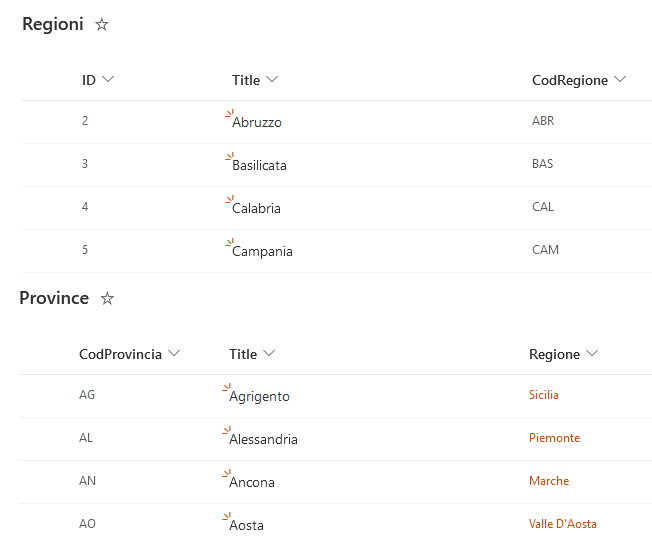 Regioni
ID Title CodRegione
2 Abruzzo ABR
3 Basilicata BAS
4 Calabria CAL
5 Campania CAM
Province
CodProvincia Title Regione
AG Agrigento Sicilia
AL Alessandria Piemonte
AN Ancona Marche
AO Aosta Valle D'Aosta